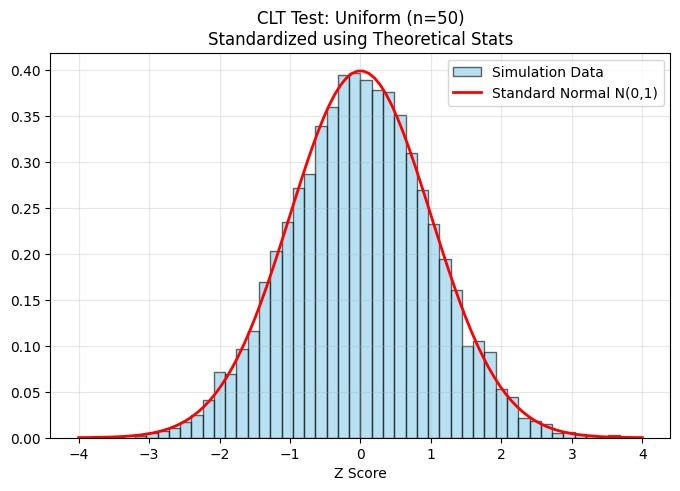 CLT Test: Uniform (n=50)
Standardized using Theoretical Stats
Simulation Data
Standard Normal N(0,1)
0.40
0.35
0.30
0.25
0.20
0.15
0.10
0.05
0.00
−4 −3 −2 −1 0 1 2 3 4
Z Score